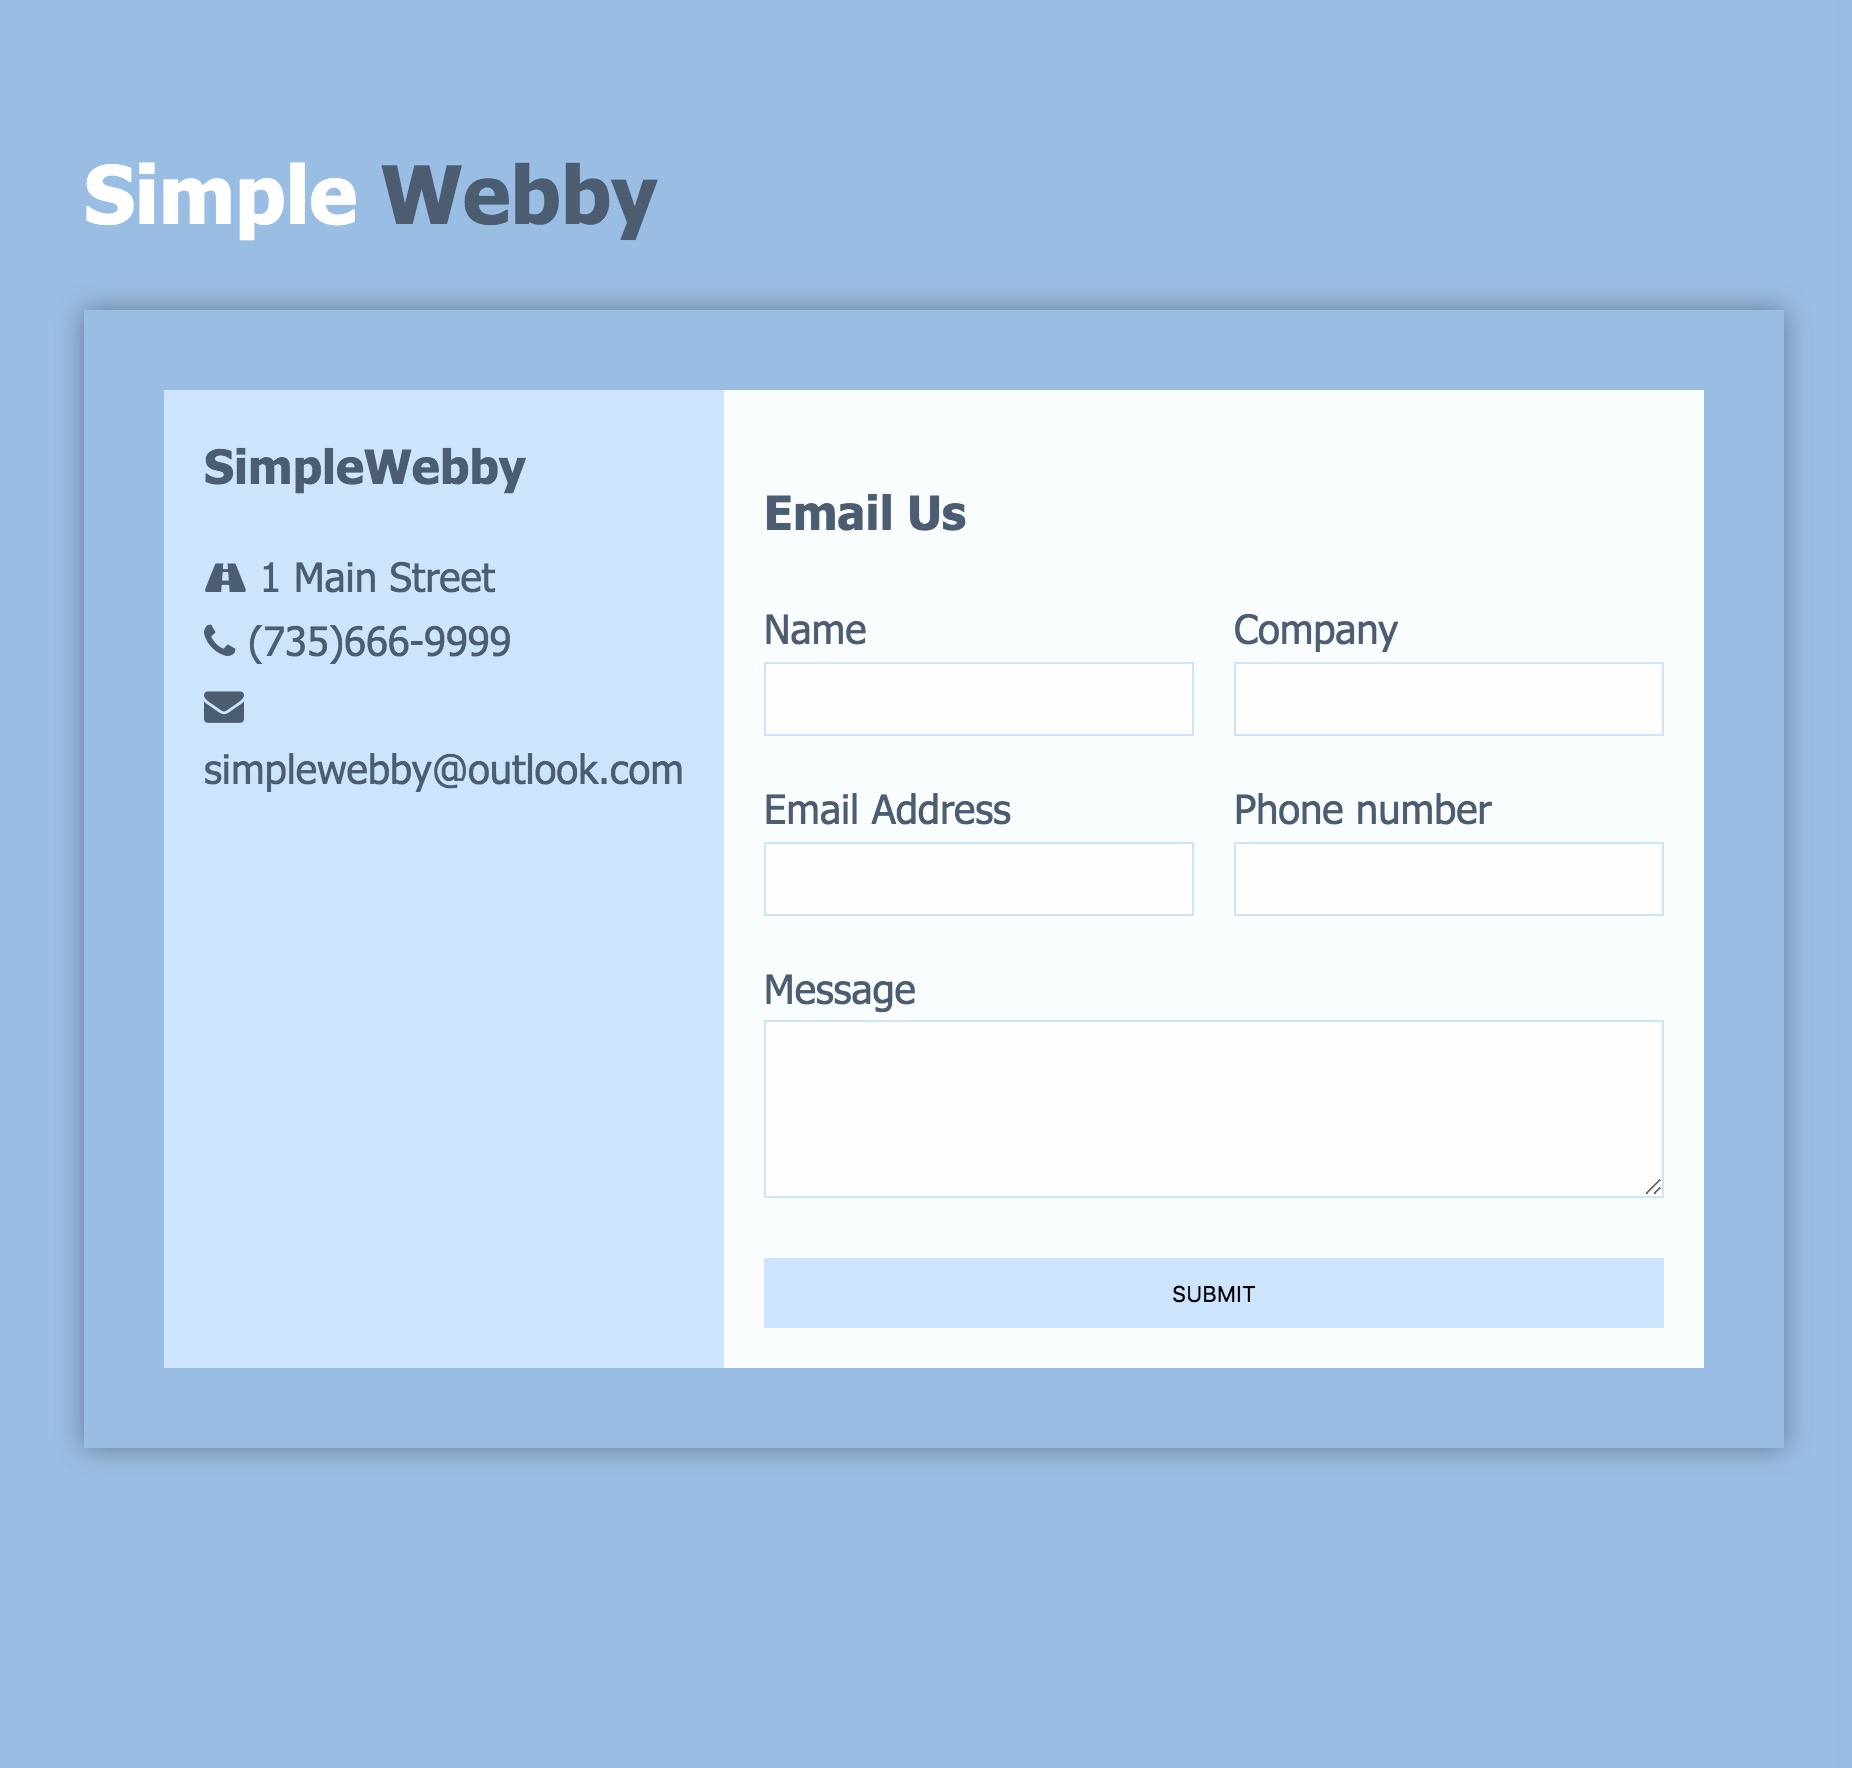 Simple Webby
SimpleWebby
1 Main Street
(735)666-9999
simplewebby@outlook.com
Email Us
Name
Company
Email Address
Phone number
Message
SUBMIT